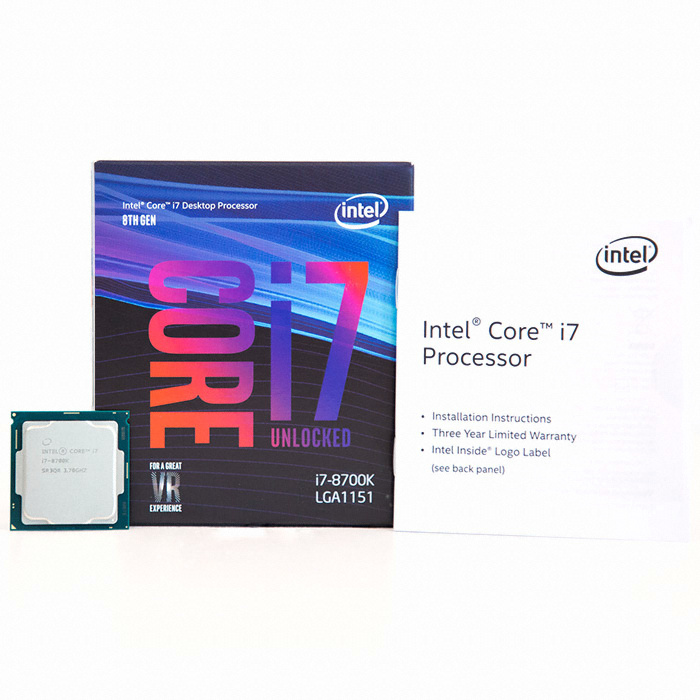 Intel® Core™ i7 Desktop Processor
8TH GEN
intel
CORE
i7
UNLOCKED
FOR A GREAT
VR
EXPERIENCE
i7-8700K
LGA1151
intel
Intel® Core™ i7
Processor
• Installation Instructions
• Three Year Limited Warranty
• Intel Inside® Logo Label
(see back panel)
INTEL® CORE™ i7
i7-8700K
SR3QR 3.70GHZ